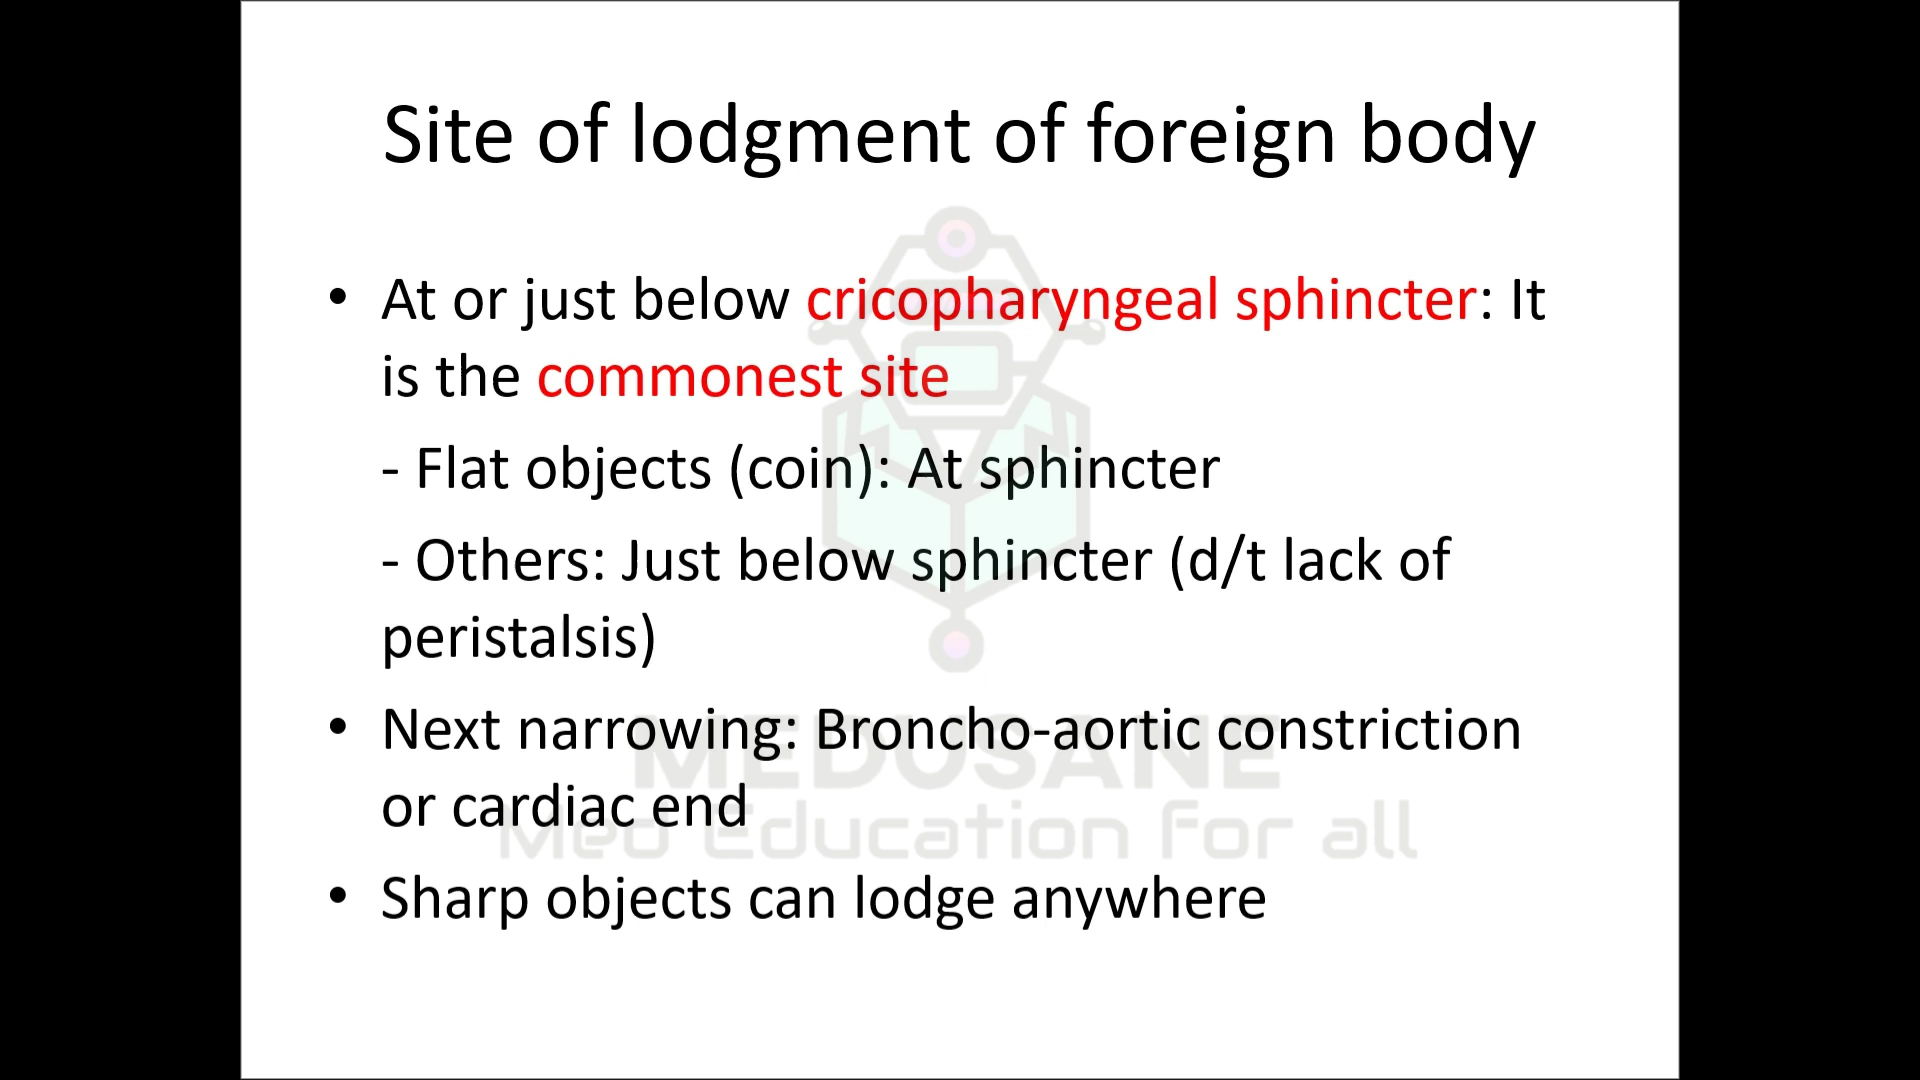 Site of lodgment of foreign body
• At or just below cricopharyngeal sphincter: It
is the commonest site
- Flat objects (coin): At sphincter
- Others: Just below sphincter (d/t lack of
peristalsis)
• Next narrowing: Broncho-aortic constriction
or cardiac end
• Sharp objects can lodge anywhere
MEDUSANE
Med Education for all